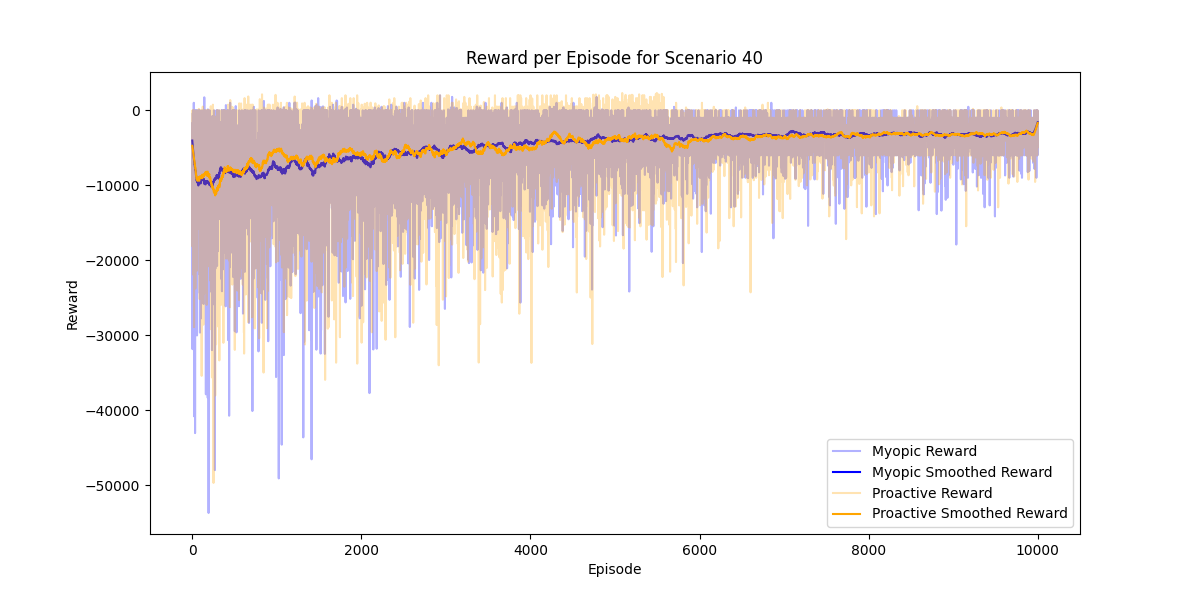 Reward per Episode for Scenario 40
0
−10000
−20000
−30000
−40000
−50000
Reward
0
2000
4000
6000
8000
10000
Episode
Myopic Reward
Myopic Smoothed Reward
Proactive Reward
Proactive Smoothed Reward